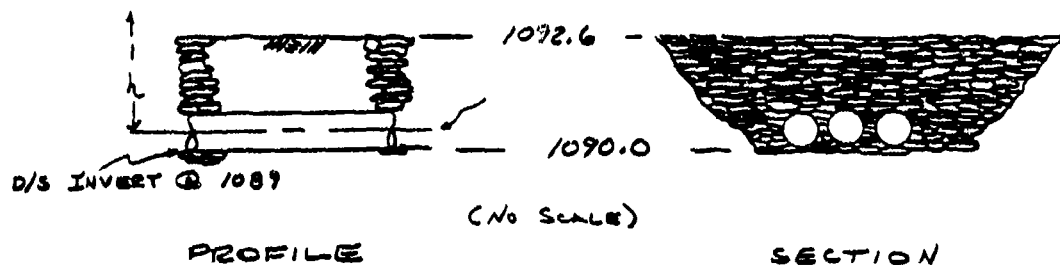 1092.6
h
1090.0
D/S INVERT @ 1089
(NO SCALE)
PROFILE
SECTION